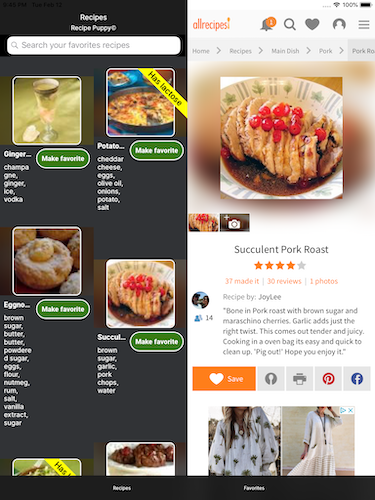 Tue Feb 12
100%
Recipes
Recipe Puppy©
Search your favorites recipes
Ginger...
Make favorite
champa
gne,
ginger,
ice,
vodka
Has lactose
Potato...
Make favorite
cheddar
cheese,
eggs,
olive oil,
onions,
potato,
salt
Eggno...
Make favorite
brown
sugar,
butter,
butter,
powdere
d sugar,
eggs,
flour,
nutmeg,
rum,
salt,
vanilla
extract,
sugar
Succul...
Make favorite
brown
sugar,
garlic,
pork
chops,
water
Recipes
allrecipes!
1
Home > Recipes > Main Dish > Pork > Pork Ro
Succulent Pork Roast
37 made it | 30 reviews | 1 photos
Recipe by: JoyLee
14
"Bone in Pork roast with brown sugar and
maraschino cherries. Garlic adds just the
right twist. This comes out tender and juicy.
Cooking in a oven bag its easy and quick to
clean up. 'Pig out!' Hope you enjoy it."
Save
Favorites